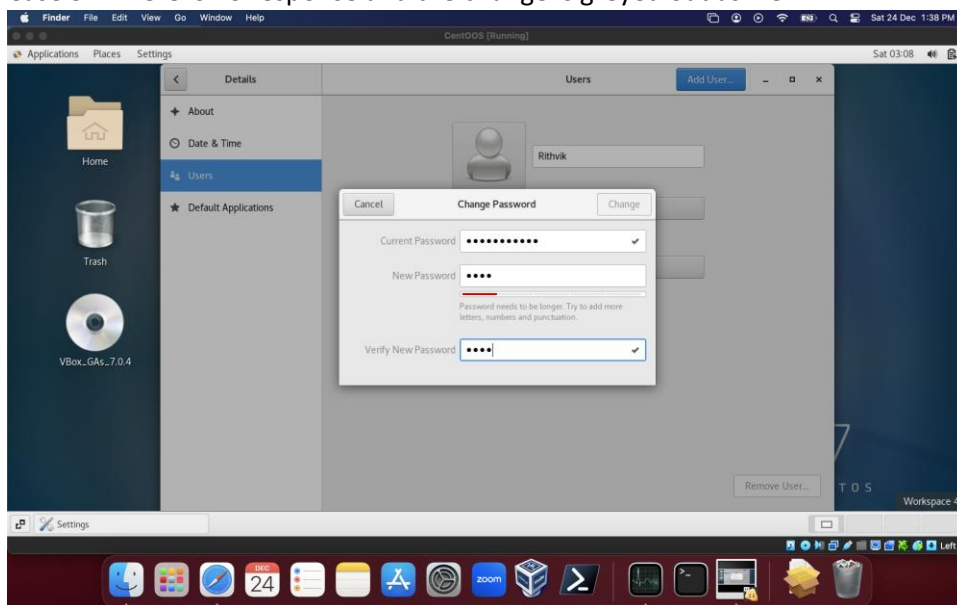 Finder File Edit View Go Window Help Sat 24 Dec 1:38 PM
CentOOS [Running]
Applications Places Settings Sat 03:08
Details Users Add User...
About
Date & Time
Home
Rithvik
Users
Default Applications
Cancel Change Password Change
Current Password
Trash
New Password
Password needs to be longer. Try to add more
letters, numbers and punctuation.
Verify New Password
VBox_GAs_7.0.4
7
Remove User...
T O S
Workspace 4
Settings
Left
DEC
24
zoom